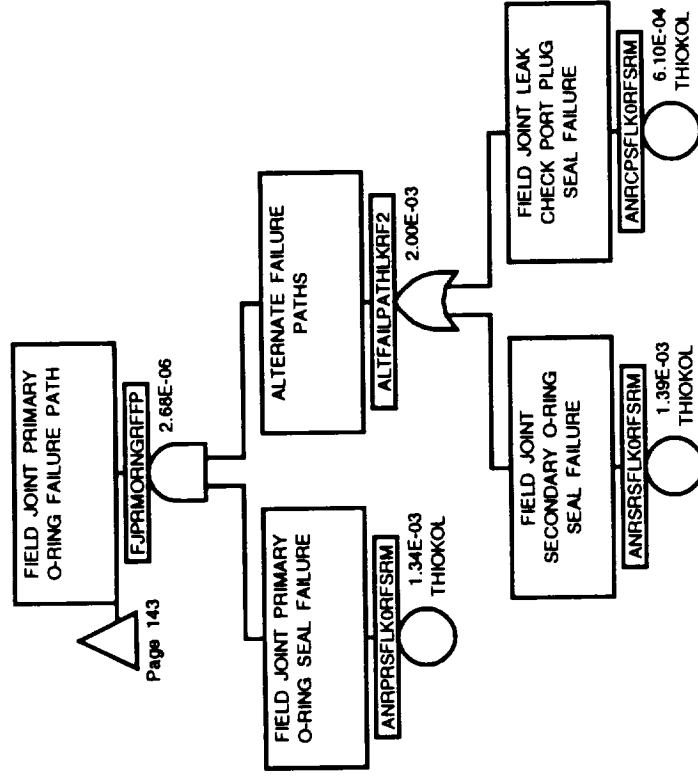 FIELD JOINT PRIMARY
O-RING FAILURE PATH
FJPRMORNGRFFP
2.68E-06
Page 143
FIELD JOINT PRIMARY
O-RING SEAL FAILURE
ANRPRSFLK0RFSRM
1.34E-03
THIOKOL
ALTERNATE FAILURE
PATHS
ALTFAILPATHLKRF2
2.00E-03
FIELD JOINT
SECONDARY O-RING
SEAL FAILURE
ANRSRSFLK0RFSRM
1.39E-03
THIOKOL
FIELD JOINT LEAK
CHECK PORT PLUG
SEAL FAILURE
ANRCPSFLK0RFSRM
6.10E-04
THIOKOL